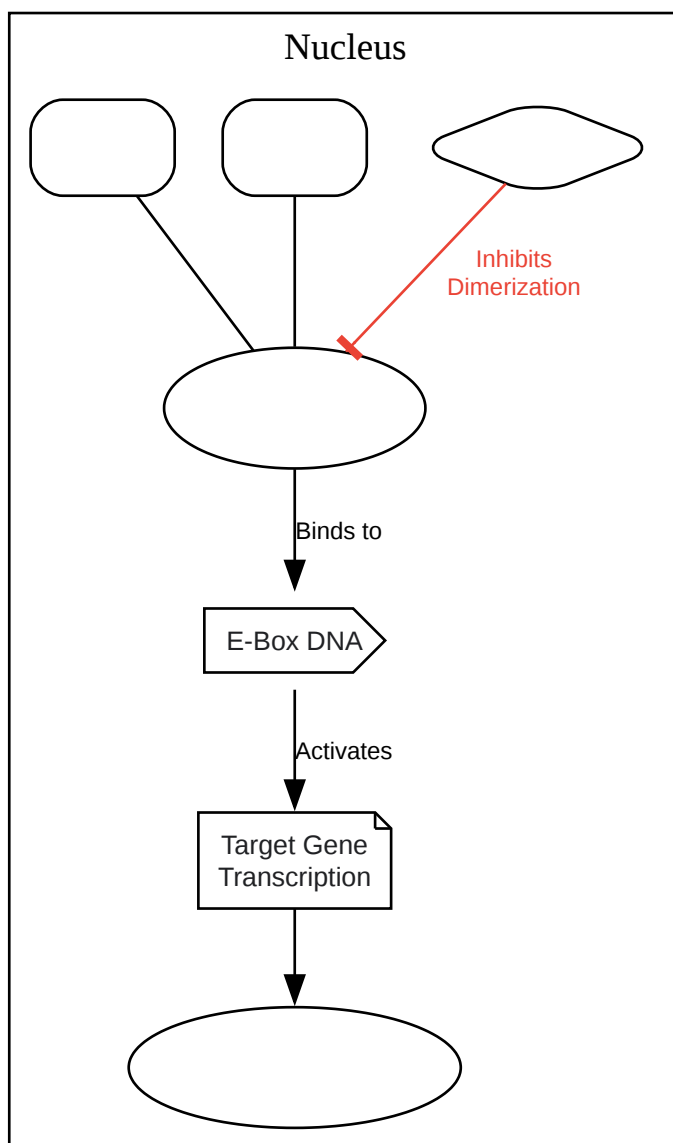 Nucleus
Inhibits
Dimerization
Binds to
E-Box DNA
Activates
Target Gene
Transcription